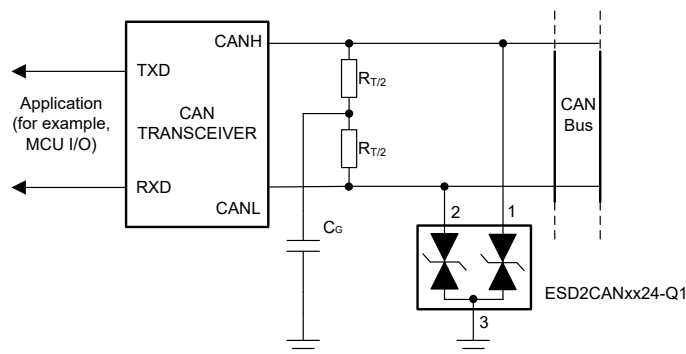 CANH
TXD
Application
(for example,
MCU I/O)
CAN
TRANSCEIVER
RXD
CANL
RT/2
RT/2
CG
CAN
Bus
2
1
3
ESD2CANxx24-Q1